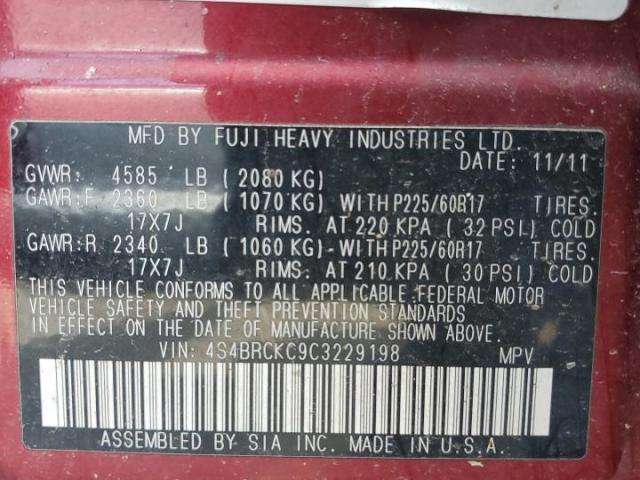 MFD BY FUJI HEAVY INDUSTRIES LTD.
DATE: 11/11
GVWR: 4585 LB ( 2080 KG)
GAWR:F 2360 LB ( 1070 KG) WITH P225/60R17 TIRES.
17X7J RIMS. AT 220 KPA ( 32 PSI) COLD
GAWR:R 2340 LB ( 1060 KG) WITH P225/60R17 TIRES.
17X7J RIMS. AT 210 KPA ( 30 PSI) COLD
THIS VEHICLE CONFORMS TO ALL APPLICABLE FEDERAL MOTOR
VEHICLE SAFETY AND THEFT PREVENTION STANDARDS
IN EFFECT ON THE DATE OF MANUFACTURE SHOWN ABOVE.
VIN: 4S4BRCKC9C3229198 MPV
ASSEMBLED BY SIA INC. MADE IN U.S.A.